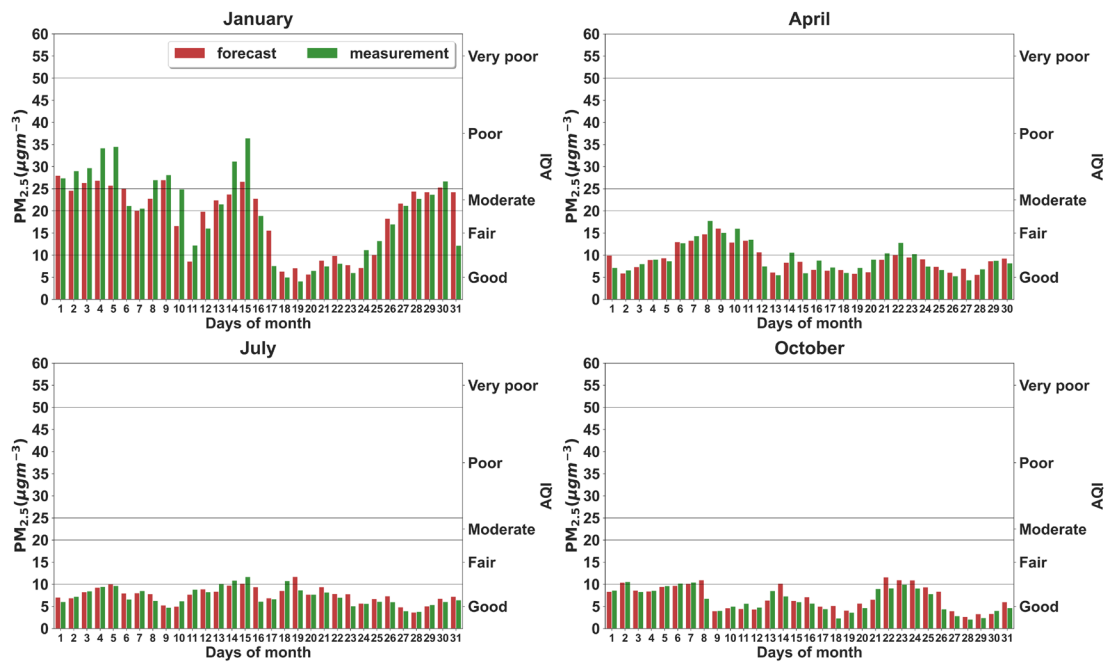 January
60
55
50
45
40
35
30
25
20
15
10
5
0
PM2.5(μgm−3)
forecast measurement
Very poor
Poor
Moderate
Fair
Good
AQI
1 2 3 4 5 6 7 8 9 10 11 12 13 14 15 16 17 18 19 20 21 22 23 24 25 26 27 28 29 30 31
Days of month
April
60
55
50
45
40
35
30
25
20
15
10
5
0
PM2.5(μgm−3)
Very poor
Poor
Moderate
Fair
Good
AQI
1 2 3 4 5 6 7 8 9 10 11 12 13 14 15 16 17 18 19 20 21 22 23 24 25 26 27 28 29 30
Days of month
July
60
55
50
45
40
35
30
25
20
15
10
5
0
PM2.5(μgm−3)
Very poor
Poor
Moderate
Fair
Good
AQI
1 2 3 4 5 6 7 8 9 10 11 12 13 14 15 16 17 18 19 20 21 22 23 24 25 26 27 28 29 30 31
Days of month
October
60
55
50
45
40
35
30
25
20
15
10
5
0
PM2.5(μgm−3)
Very poor
Poor
Moderate
Fair
Good
AQI
1 2 3 4 5 6 7 8 9 10 11 12 13 14 15 16 17 18 19 20 21 22 23 24 25 26 27 28 29 30 31
Days of month